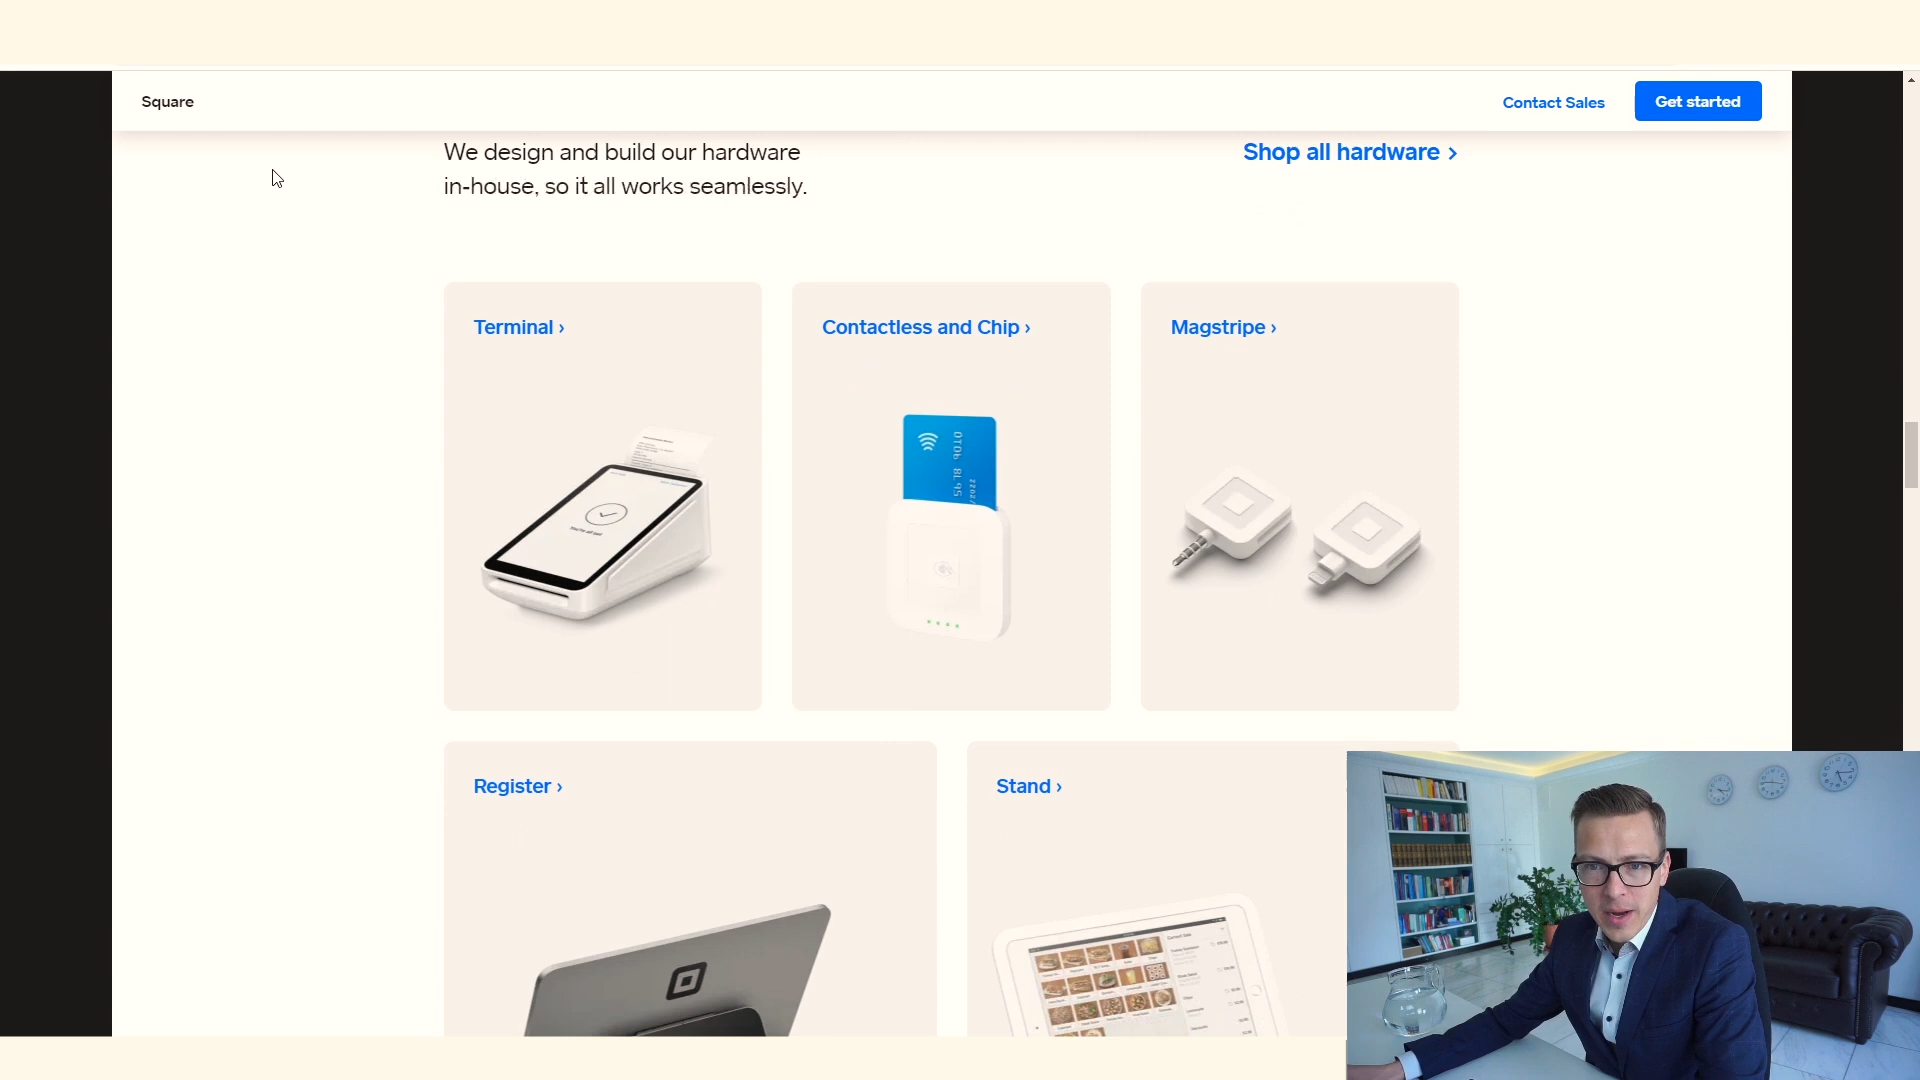 Square
Contact Sales
Get started
We design and build our hardware
in-house, so it all works seamlessly.
Shop all hardware ›
Terminal ›
Contactless and Chip ›
Magstripe ›
Register ›
Stand ›